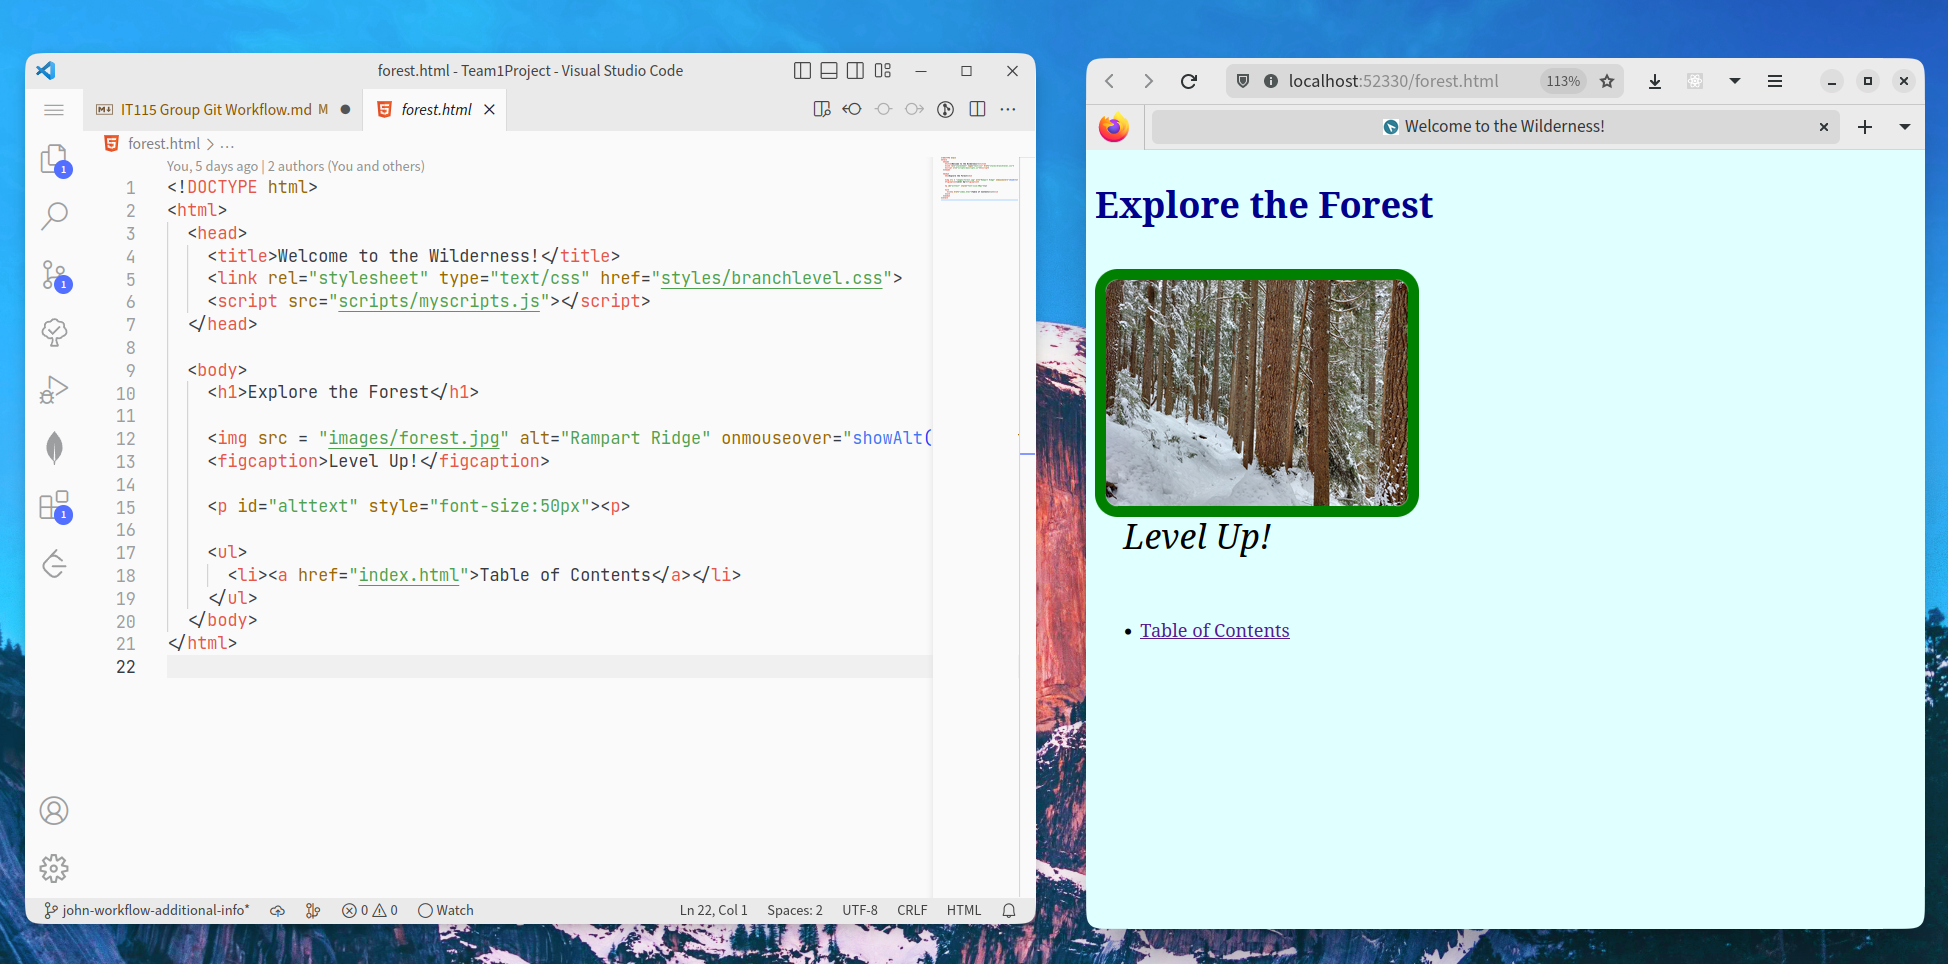 forest.html - Team1Project - Visual Studio Code
IT115 Group Git Workflow.md M
forest.html
forest.html > ...
You, 5 days ago | 2 authors (You and others)
1 <!DOCTYPE html>
2 <html>
3 <head>
4 <title>Welcome to the Wilderness!</title>
5 <link rel="stylesheet" type="text/css" href="styles/branchlevel.css">
6 <script src="scripts/myscripts.js"></script>
7 </head>
8
9 <body>
10 <h1>Explore the Forest</h1>
11
12 <img src = "images/forest.jpg" alt="Rampart Ridge" onmouseover="showAlt(
13 <figcaption>Level Up!</figcaption>
14
15 <p id="alttext" style="font-size:50px"><p>
16
17 <ul>
18 <li><a href="index.html">Table of Contents</a></li>
19 </ul>
20 </body>
21 </html>
22
1
1
1
john-workflow-additional-info* 0 0 Watch
Ln 22, Col 1 Spaces: 2 UTF-8 CRLF HTML
localhost:52330/forest.html 113%
Welcome to the Wilderness!
Explore the Forest
Level Up!
• Table of Contents